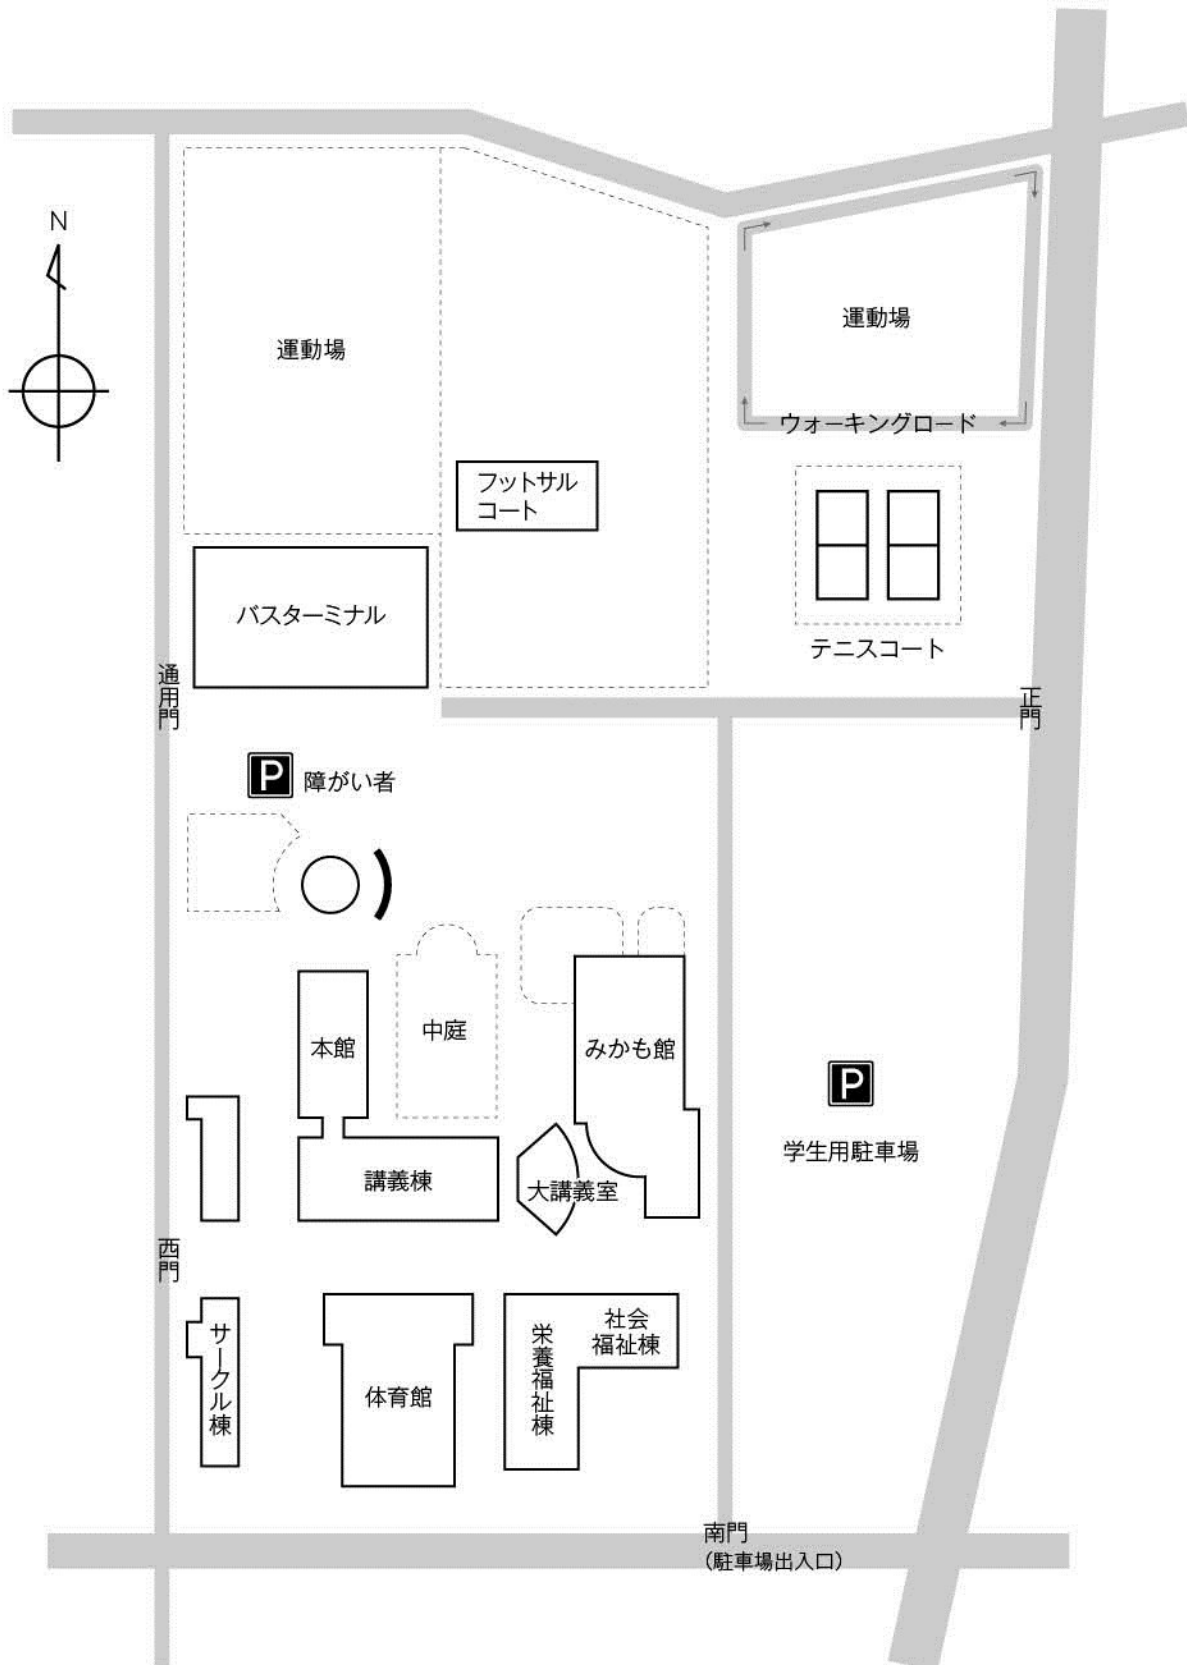 N
運動場
運動場
ウォーキングロード
フットサル
コート
バスターミナル
テニスコート
通用門
正門
P 障がい者
本館
中庭
みかも館
P
学生用駐車場
講義棟
大講義室
西門
サークル棟
体育館
栄養福祉棟
社会
福祉棟
南門
（駐車場出入口）